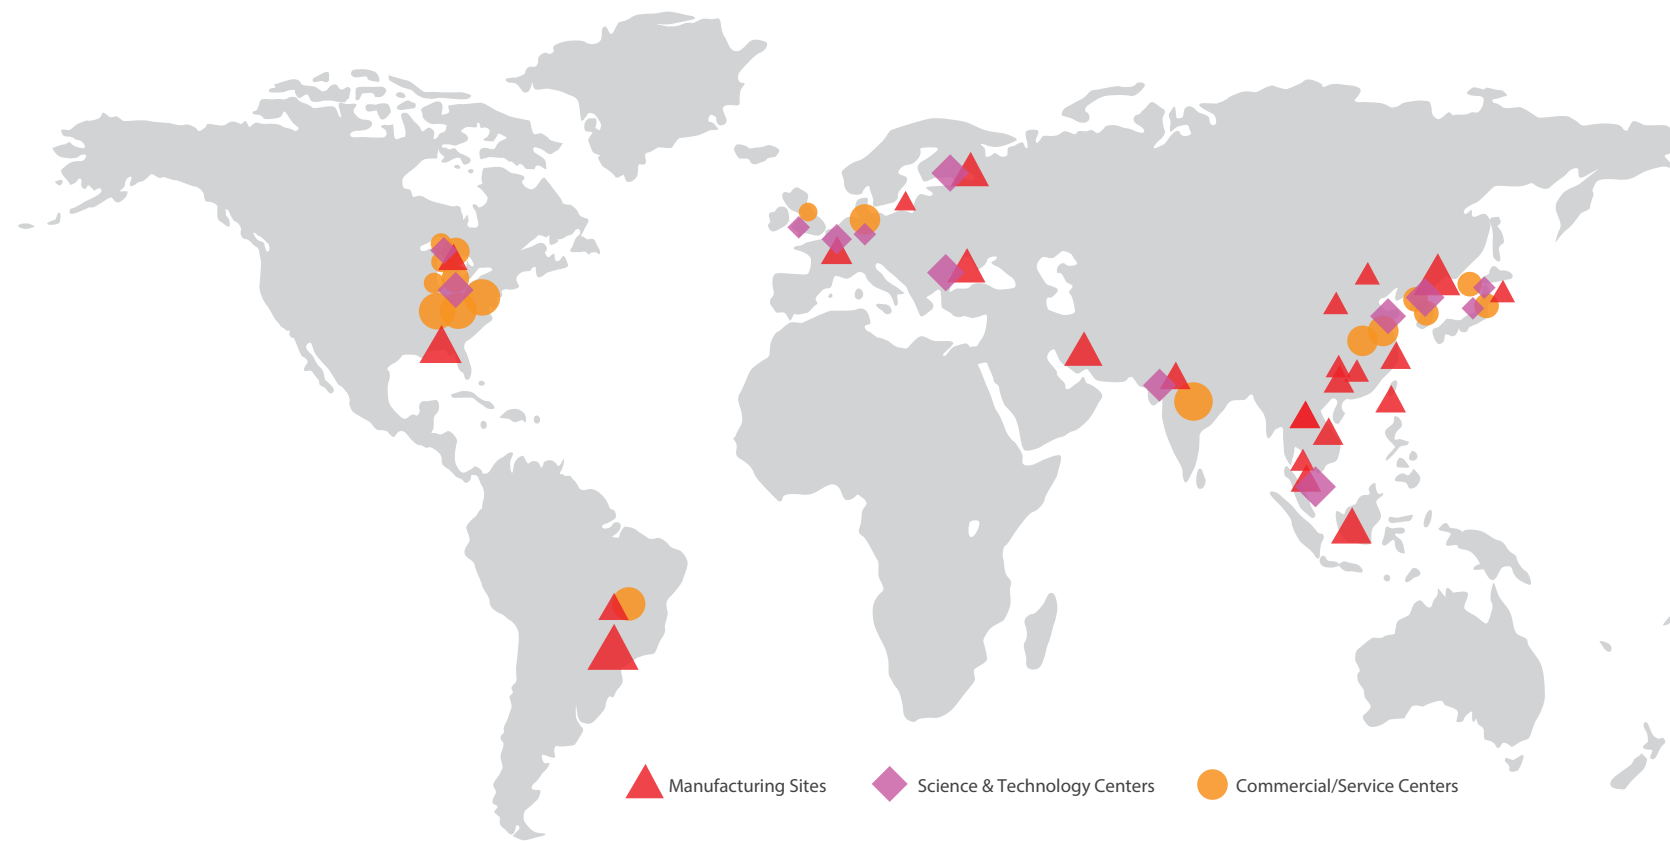 Manufacturing Sites
Science & Technology Centers
Commercial/Service Centers